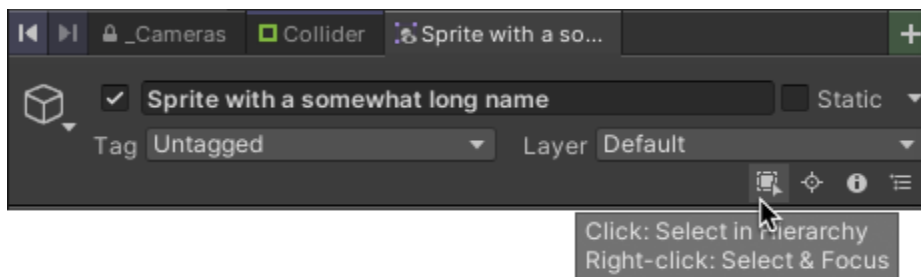 _Cameras Collider Sprite with a so...
Sprite with a somewhat long name Static
Tag Untagged Layer Default
Click: Select in Hierarchy
Right-click: Select & Focus